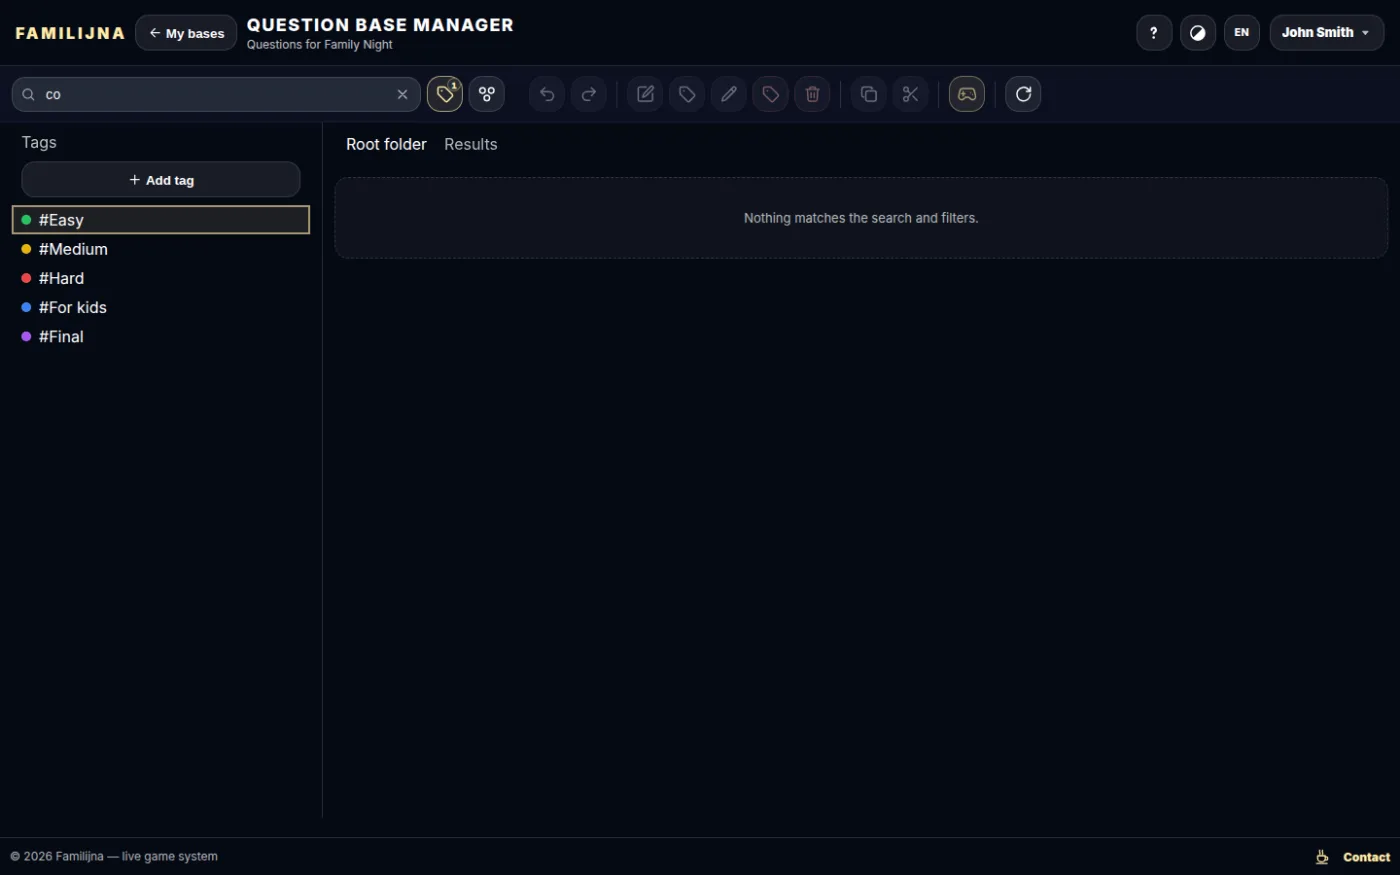 FAMILIJNA
← My bases
QUESTION BASE MANAGER
Questions for Family Night
?
EN
John Smith
co
1
Tags
+ Add tag
#Easy
#Medium
#Hard
#For kids
#Final
Root folder
Results
Nothing matches the search and filters.
© 2026 Familijna — live game system
Contact